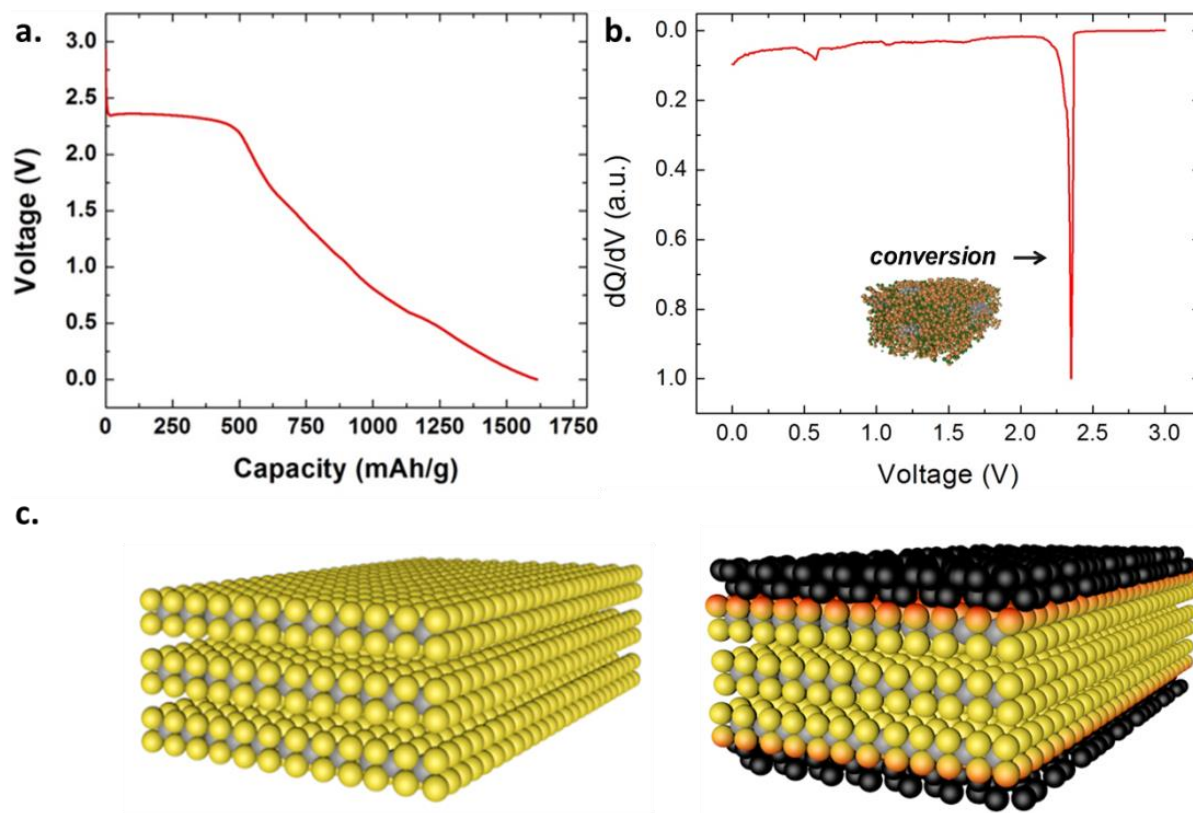 a.
3.0
2.5
2.0
1.5
1.0
0.5
0.0
Voltage (V)
0 250 500 750 1000 1250 1500 1750
Capacity (mAh/g)
b.
0.0
0.2
0.4
0.6
0.8
1.0
dQ/dV (a.u.)
conversion →
0.0 0.5 1.0 1.5 2.0 2.5 3.0
Voltage (V)
c.